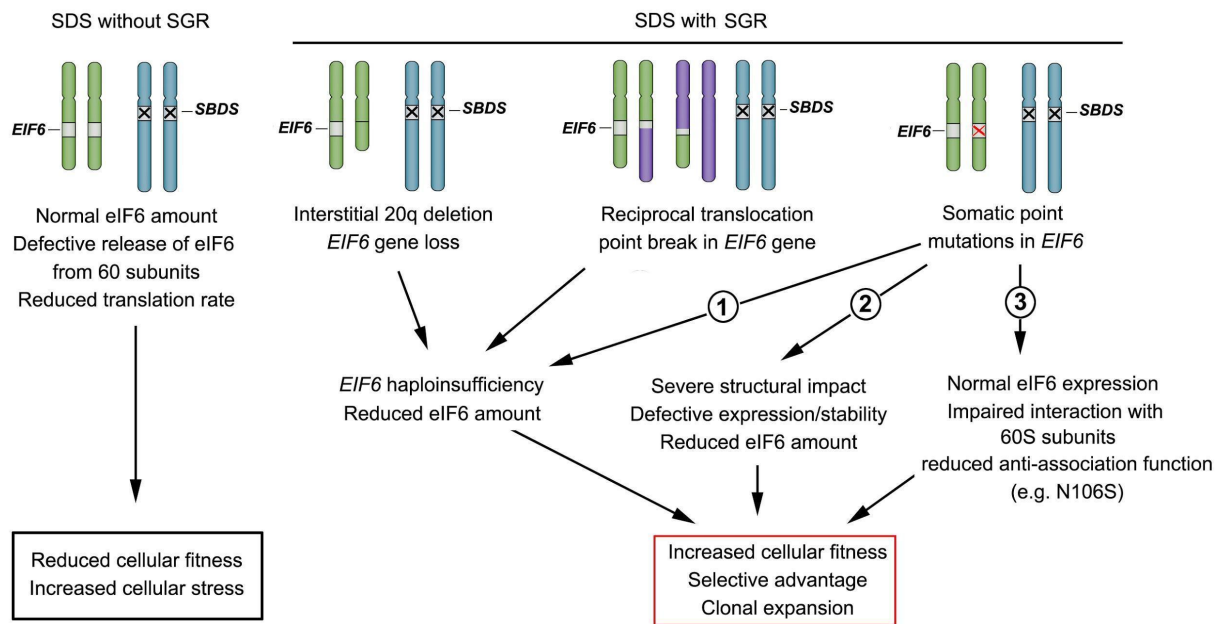 SDS without SGR
SDS with SGR
EIF6
SBDS
EIF6
SBDS
EIF6
SBDS
EIF6
SBDS
Normal eIF6 amount
Defective release of eIF6
from 60 subunits
Reduced translation rate
Interstitial 20q deletion
EIF6 gene loss
Reciprocal translocation
point break in EIF6 gene
Somatic point
mutations in EIF6
1
2
3
EIF6 haploinsufficiency
Reduced eIF6 amount
Severe structural impact
Defective expression/stability
Reduced eIF6 amount
Normal eIF6 expression
Impaired interaction with
60S subunits
reduced anti-association function
(e.g. N106S)
Reduced cellular fitness
Increased cellular stress
Increased cellular fitness
Selective advantage
Clonal expansion